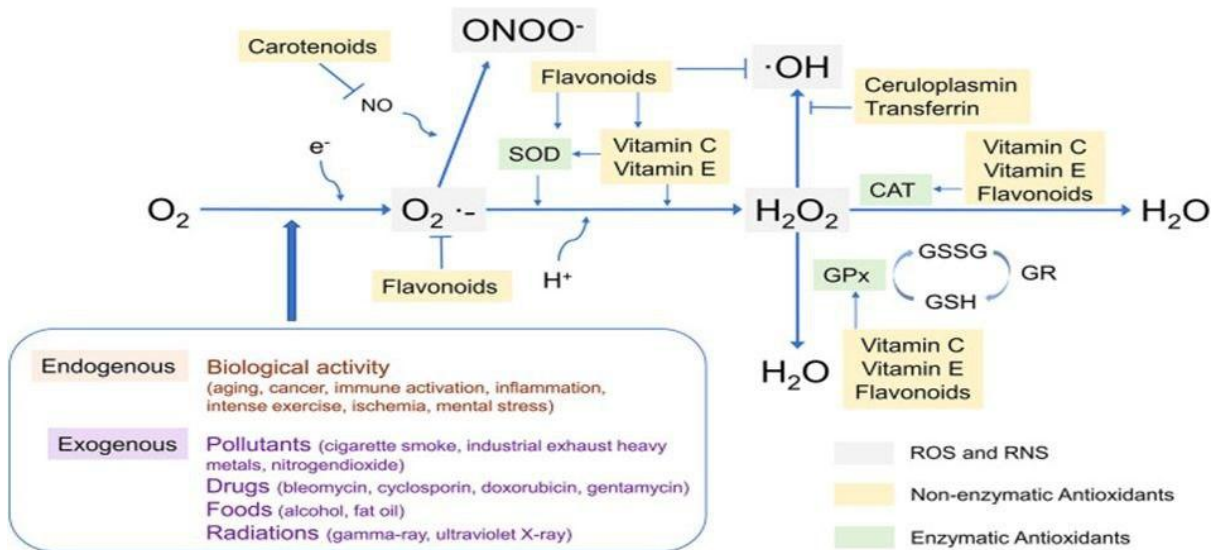 ONOO⁻
Carotenoids
NO
Flavonoids
·OH
Ceruloplasmin
Transferrin
e⁻
SOD
Vitamin C
Vitamin E
Vitamin C
Vitamin E
Flavonoids
CAT
O₂
O₂ ·-
H₂O₂
H₂O
Flavonoids
H⁺
GPx
GSSG
GR
GSH
H₂O
Vitamin C
Vitamin E
Flavonoids
Endogenous
Biological activity
(aging, cancer, immune activation, inflammation,
intense exercise, ischemia, mental stress)
Exogenous
Pollutants (cigarette smoke, industrial exhaust heavy
metals, nitrogendioxide)
Drugs (bleomycin, cyclosporin, doxorubicin, gentamycin)
Foods (alcohol, fat oil)
Radiations (gamma-ray, ultraviolet X-ray)
ROS and RNS
Non-enzymatic Antioxidants
Enzymatic Antioxidants